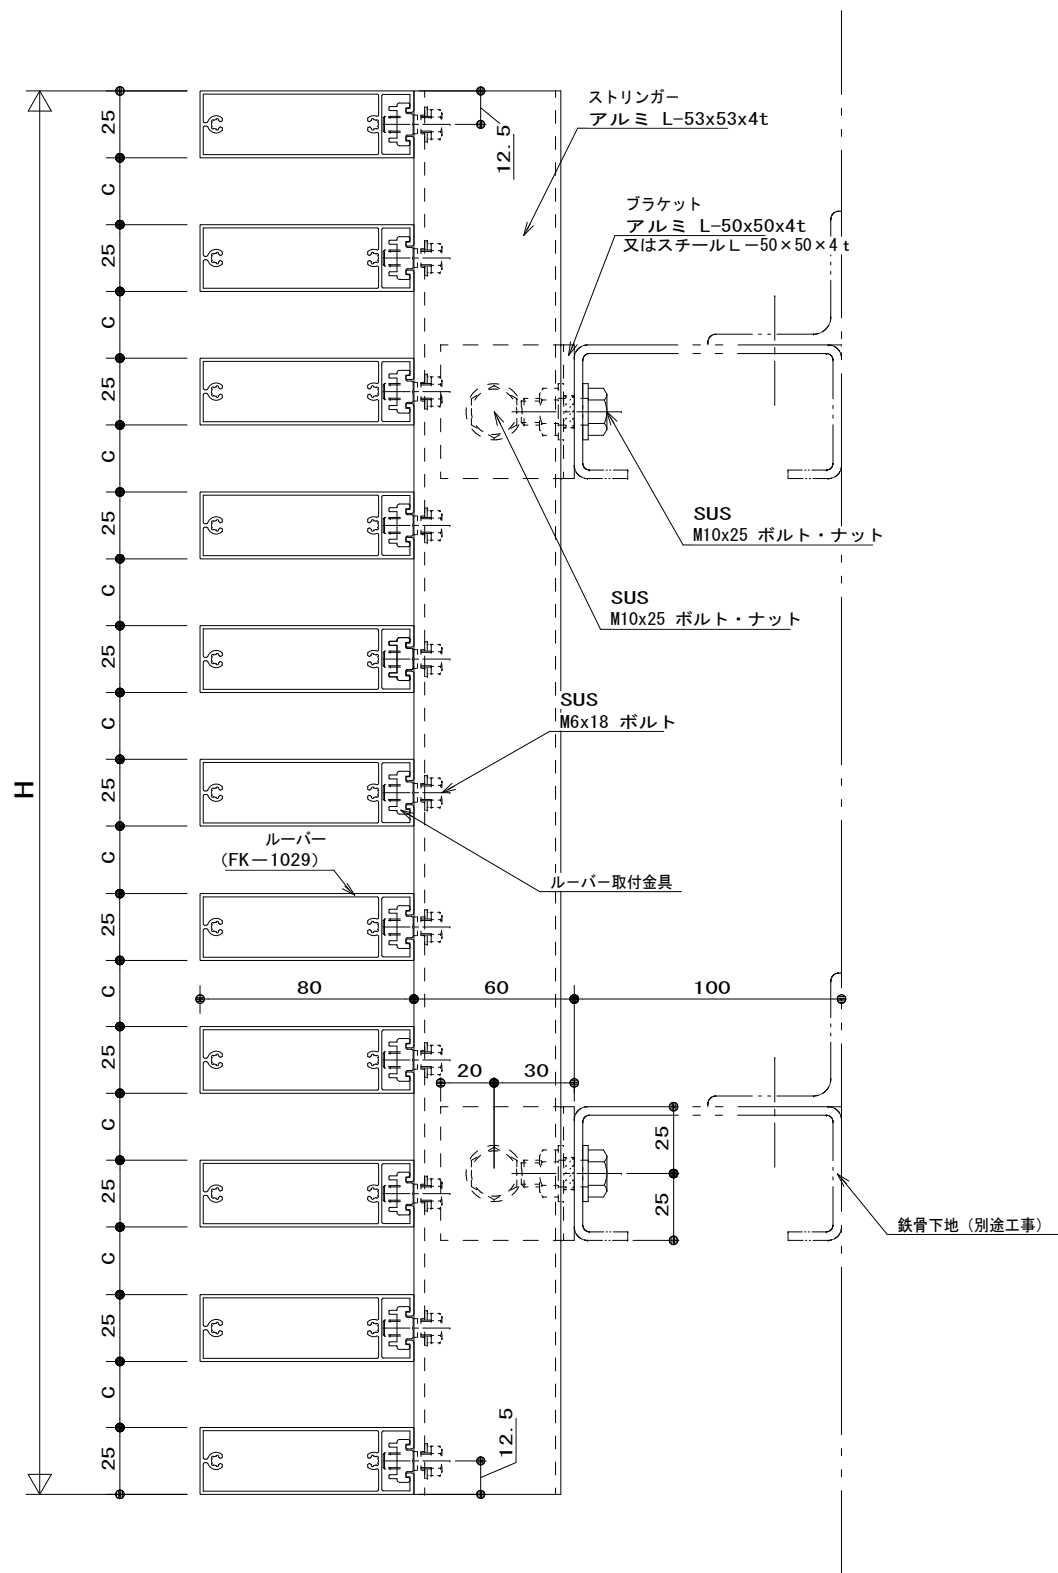 ストリンガー
アルミ L-53x53x4t
ブラケット
アルミ L-50x50x4t
又はスチールL－50×50×4t
SUS
M10x25 ボルト・ナット
SUS
M10x25 ボルト・ナット
SUS
M6x18 ボルト
ルーバー
(FK－1029)
ルーバー取付金具
鉄骨下地（別途工事）
H
25
C
25
C
25
C
25
C
25
C
25
C
25
C
25
C
25
C
25
C
25
12.5
80
60
100
20
30
25
25
12.5